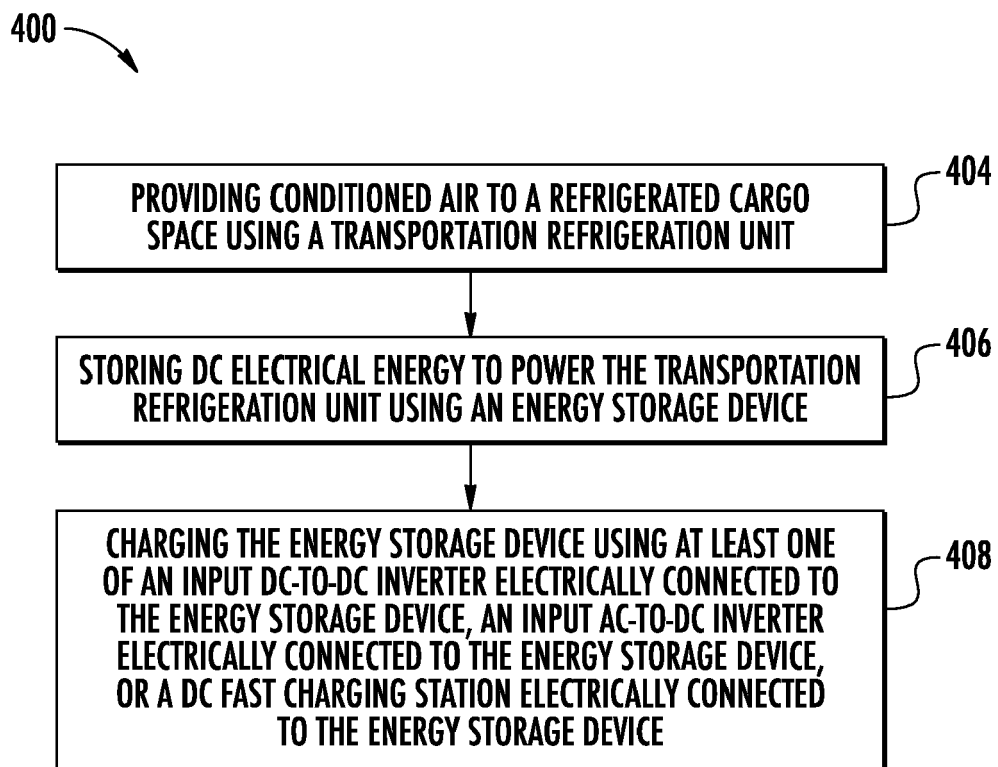 400
PROVIDING CONDITIONED AIR TO A REFRIGERATED CARGO
SPACE USING A TRANSPORTATION REFRIGERATION UNIT
404
STORING DC ELECTRICAL ENERGY TO POWER THE TRANSPORTATION
REFRIGERATION UNIT USING AN ENERGY STORAGE DEVICE
406
CHARGING THE ENERGY STORAGE DEVICE USING AT LEAST ONE
OF AN INPUT DC-TO-DC INVERTER ELECTRICALLY CONNECTED TO
THE ENERGY STORAGE DEVICE, AN INPUT AC-TO-DC INVERTER
ELECTRICALLY CONNECTED TO THE ENERGY STORAGE DEVICE,
OR A DC FAST CHARGING STATION ELECTRICALLY CONNECTED
TO THE ENERGY STORAGE DEVICE
408